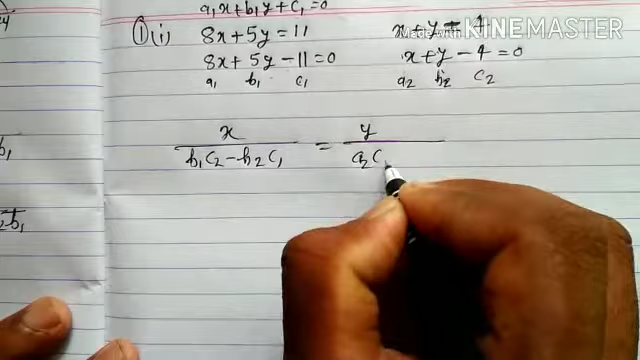 a₁x+b₁y+c₁=0
①(i) 8x+5y=11 x+y=4
8x+5y-11=0 x+y-4=0
a₁ b₁ c₁ a₂ b₂ c₂
x y
——— = ———
b₁c₂-b₂c₁ a₂c
Made with KINEMASTER
b₁